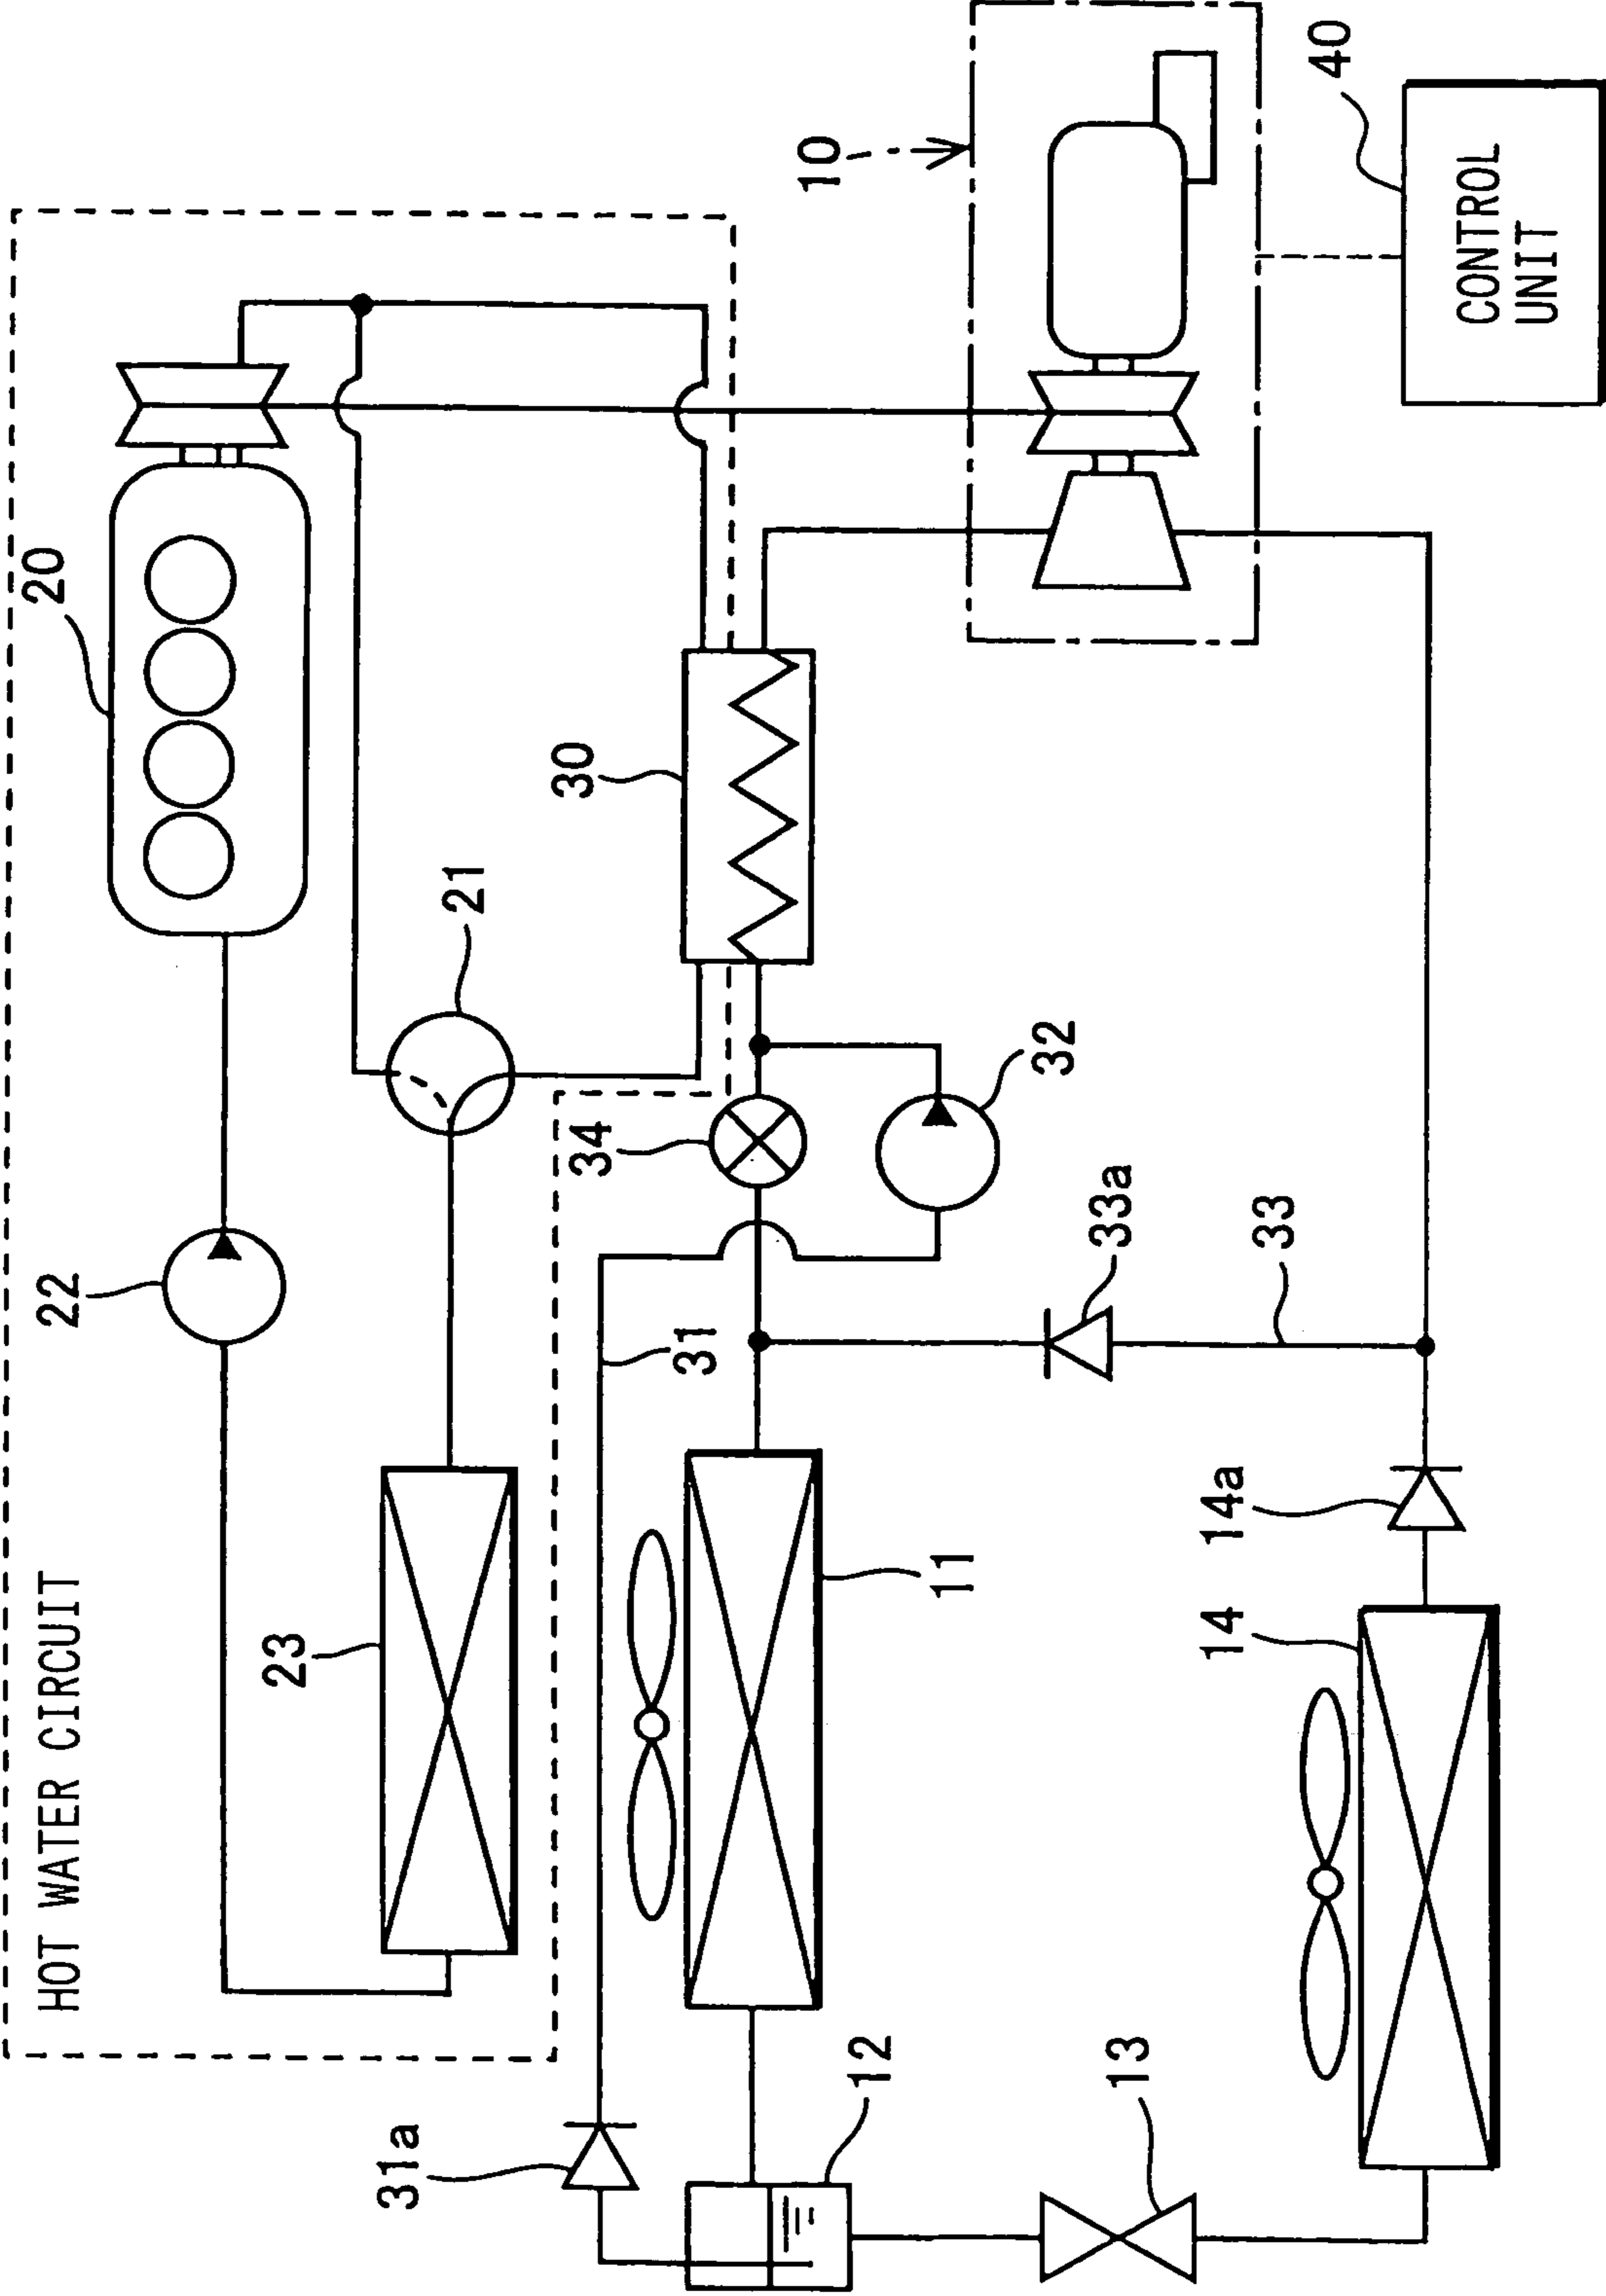 HOT WATER CIRCUIT
20
22
21
23
30
34
31
32
31a
11
10
12
33a
33
13
14a
14
40
CONTROL
UNIT